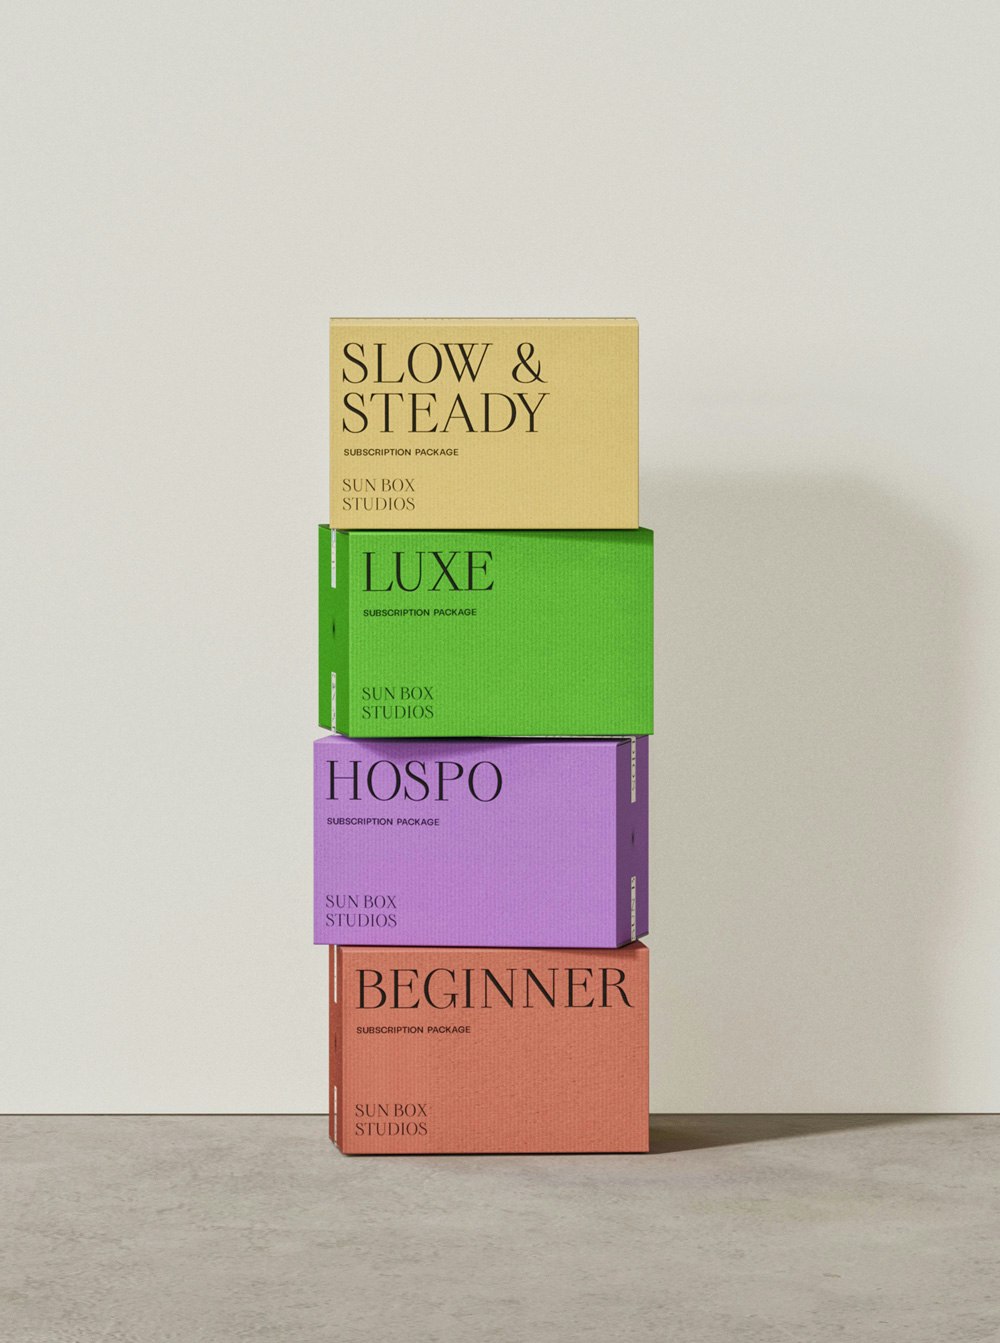 SLOW &
STEADY
SUBSCRIPTION PACKAGE
SUN BOX
STUDIOS
LUXE
SUBSCRIPTION PACKAGE
SUN BOX
STUDIOS
HOSPO
SUBSCRIPTION PACKAGE
SUN BOX
STUDIOS
BEGINNER
SUBSCRIPTION PACKAGE
SUN BOX
STUDIOS